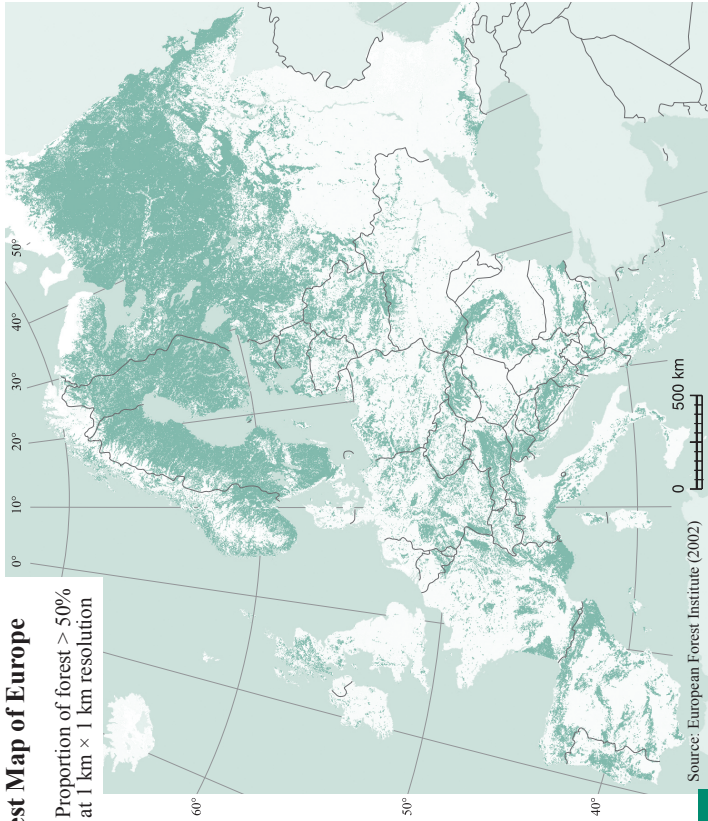 est Map of Europe
Proportion of forest > 50%
at 1 km × 1 km resolution
0°
10°
20°
30°
40°
50°
60°
50°
40°
0
500 km
Source: European Forest Institute (2002)